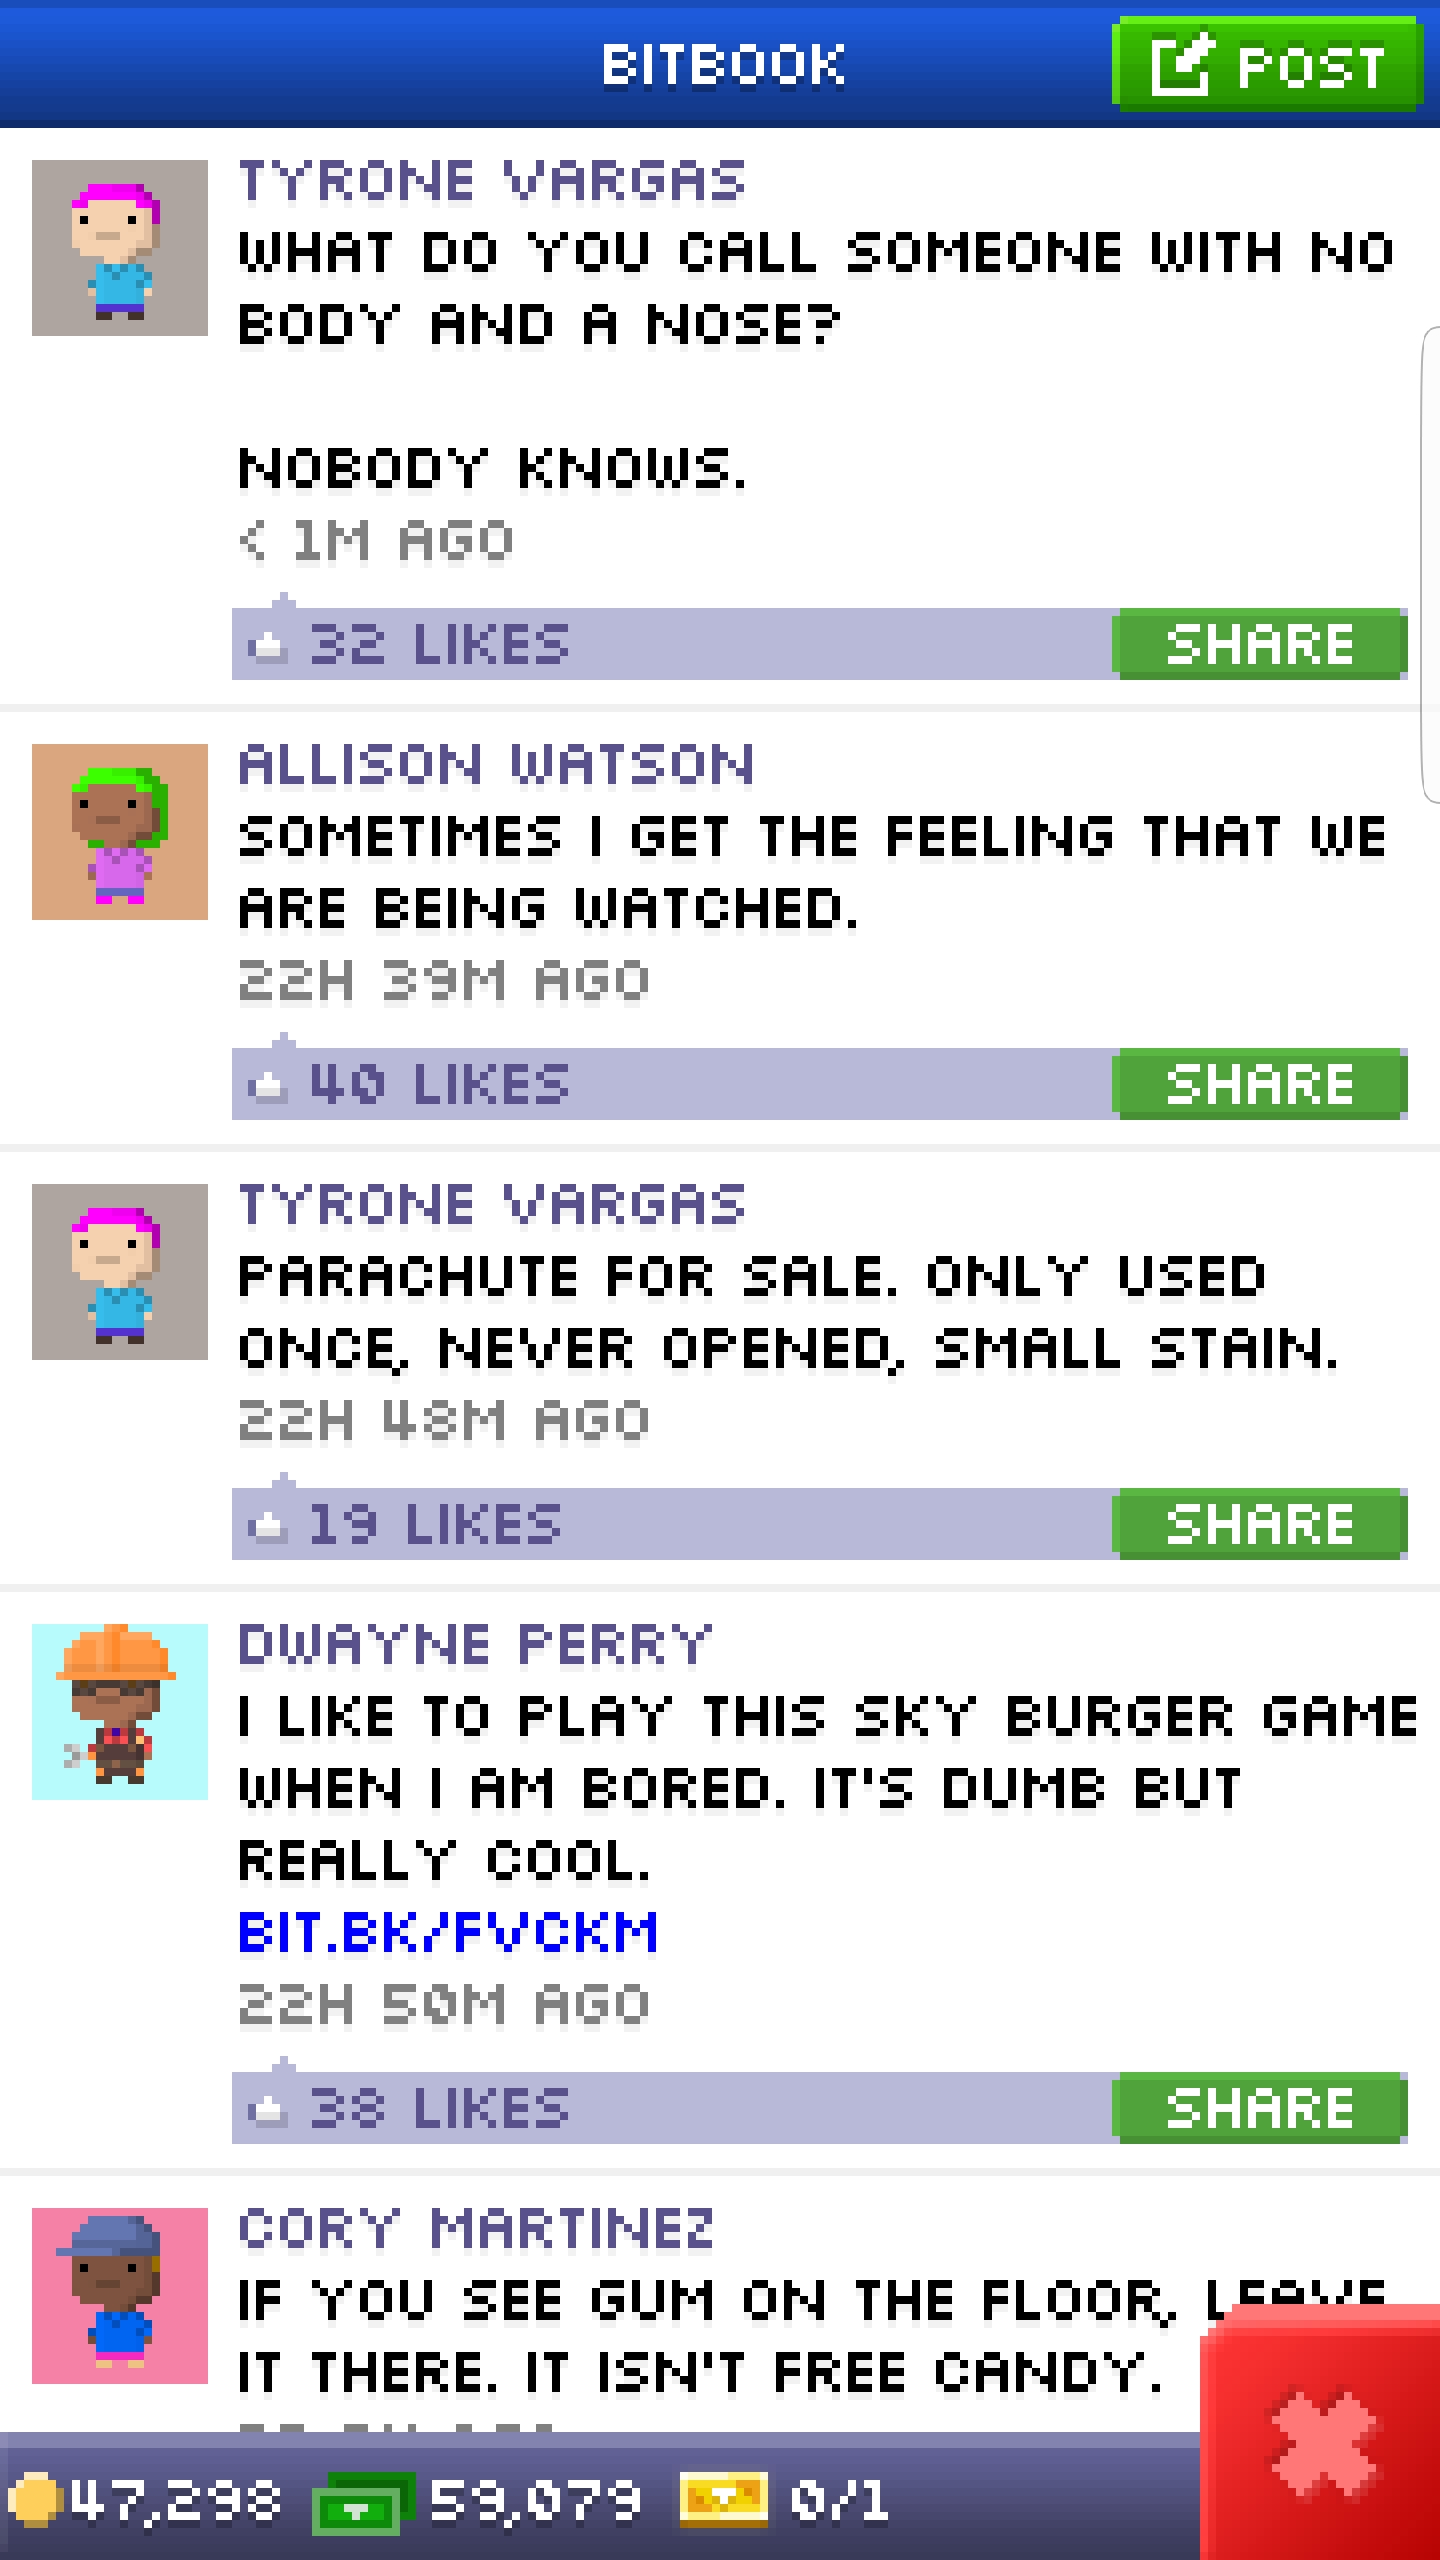 BITBOOK
POST
TYRONE VARGAS
WHAT DO YOU CALL SOMEONE WITH NO
BODY AND A NOSE?
NOBODY KNOWS.
< 1M AGO
32 LIKES
SHARE
ALLISON WATSON
SOMETIMES I GET THE FEELING THAT WE
ARE BEING WATCHED.
22H 39M AGO
40 LIKES
SHARE
TYRONE VARGAS
PARACHUTE FOR SALE. ONLY USED
ONCE, NEVER OPENED, SMALL STAIN.
22H 48M AGO
19 LIKES
SHARE
DWAYNE PERRY
I LIKE TO PLAY THIS SKY BURGER GAME
WHEN I AM BORED. IT'S DUMB BUT
REALLY COOL.
BIT.BK/FVCKM
22H 50M AGO
38 LIKES
SHARE
CORY MARTINEZ
IF YOU SEE GUM ON THE FLOOR, LEAVE
IT THERE. IT ISN'T FREE CANDY.
47,298 59,079 0/1